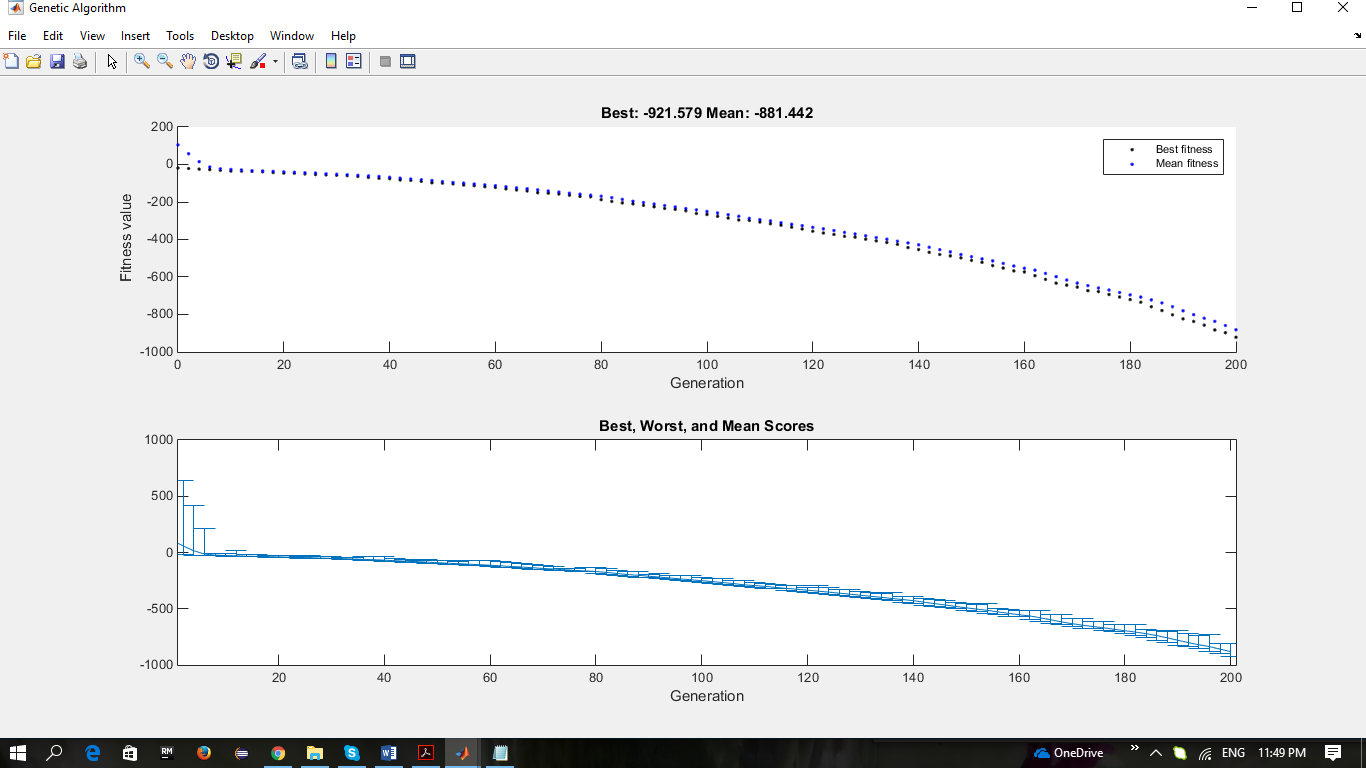 Genetic Algorithm
File Edit View Insert Tools Desktop Window Help
Best: -921.579 Mean: -881.442
200
0
-200
-400
-600
-800
-1000
Fitness value
Best fitness
Mean fitness
0 20 40 60 80 100 120 140 160 180 200
Generation
Best, Worst, and Mean Scores
1000
500
0
-500
-1000
20 40 60 80 100 120 140 160 180 200
Generation
RM
OneDrive
ENG
11:49 PM